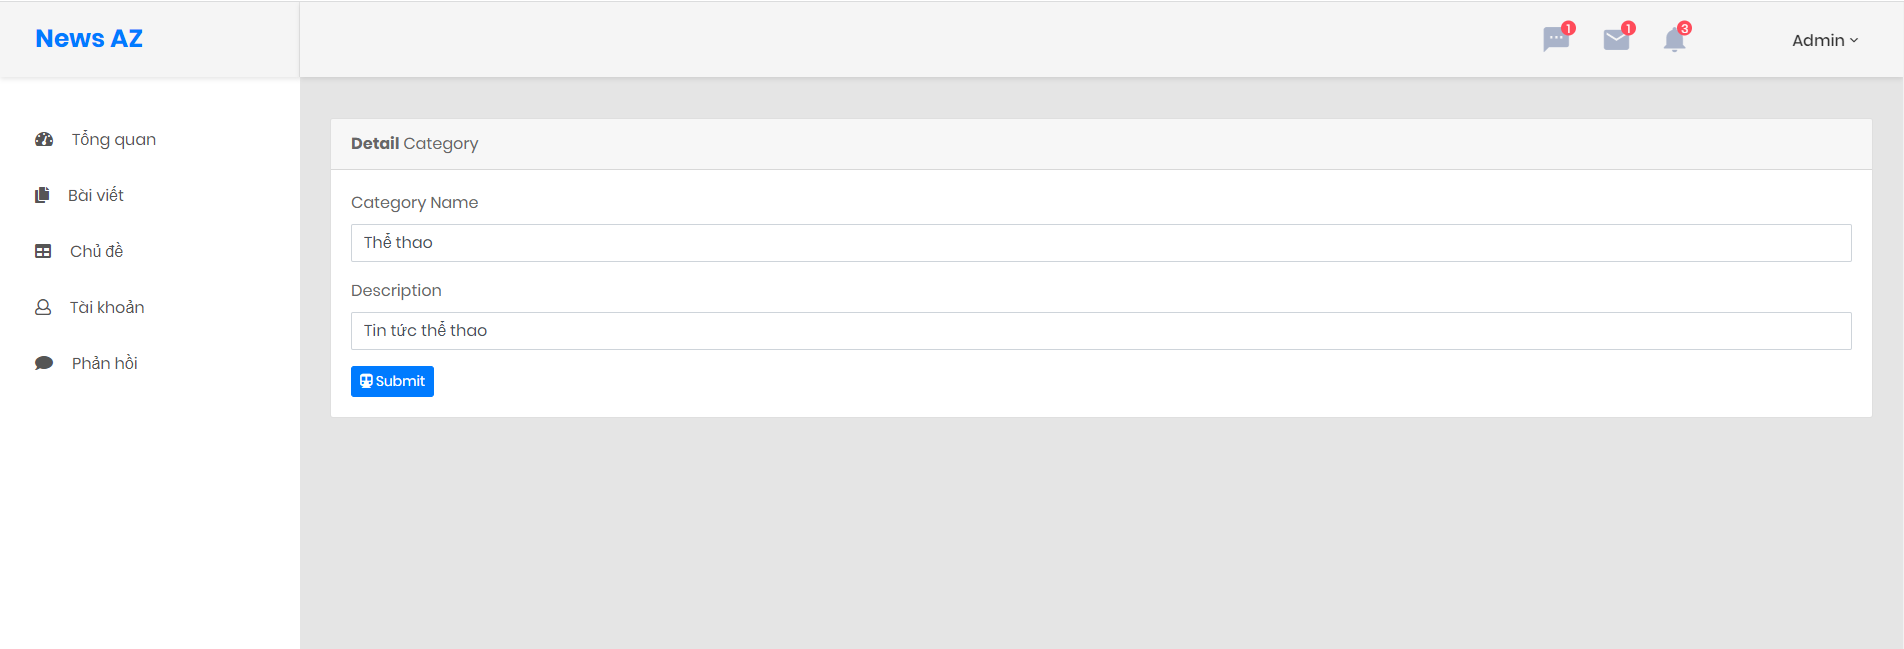 News AZ
1
1
3
Admin
Tổng quan
Bài viết
Chủ đề
Tài khoản
Phản hồi
Detail Category
Category Name
Thể thao
Description
Tin tức thể thao
Submit